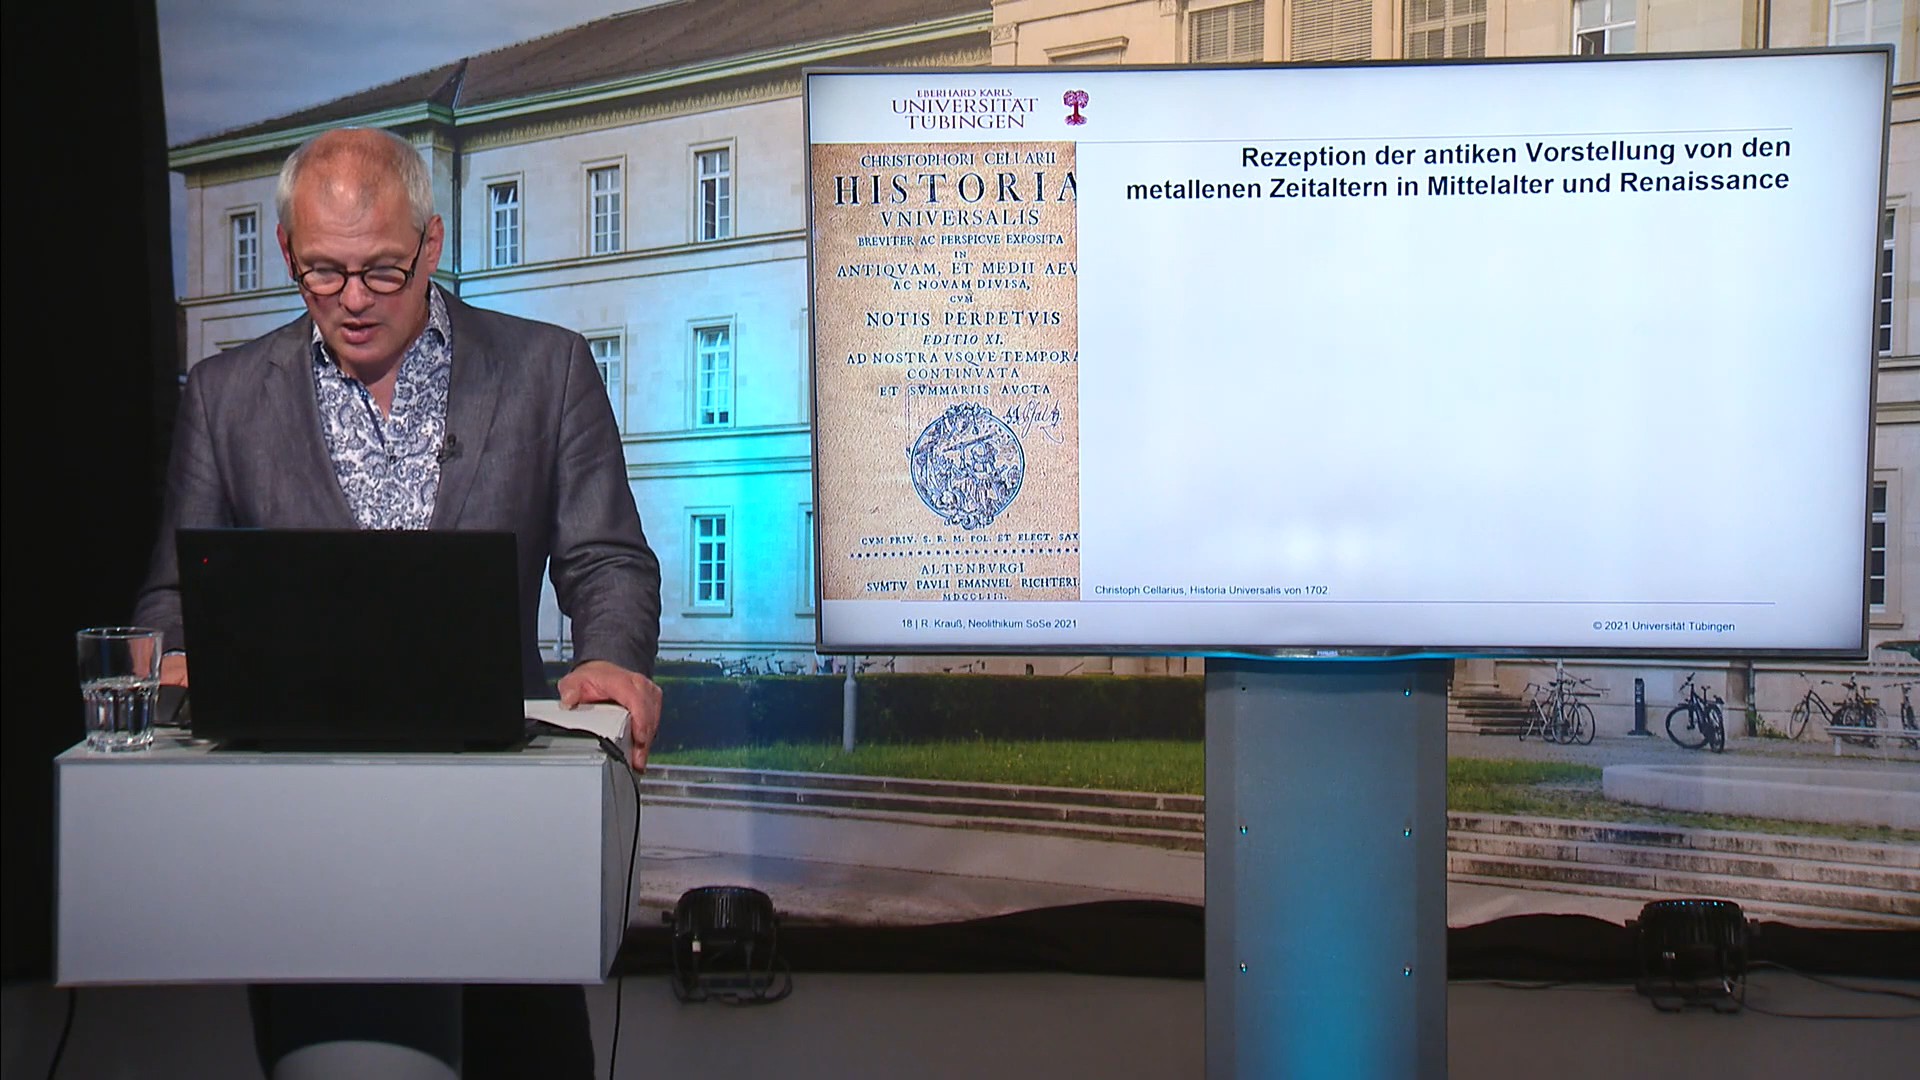 EBERHARD KARLS
UNIVERSITÄT
TÜBINGEN
Rezeption der antiken Vorstellung von den
metallenen Zeitaltern in Mittelalter und Renaissance
CHRISTOPHORI CELLARII
HISTORIA
VNIVERSALIS
BREVITER AC PERSPICVE EXPOSITA
IN
ANTIQVAM, ET MEDII AEV
AC NOVAM DIVISA,
CVM
NOTIS PERPETVIS
EDITIO XI.
AD NOSTRA VSQVE TEMPORA
CONTINVATA
ET SVMMARIIS AVCTA
CVM PRIV. S. R. M. POL. ET ELECT. SAX
ALTENBVRGI
SVMTV PAVLI EMANVEL RICHTERI
MDCCLIII.
Christoph Cellarius, Historia Universalis von 1702.
18 | R. Krauß, Neolithikum SoSe 2021
© 2021 Universität Tübingen